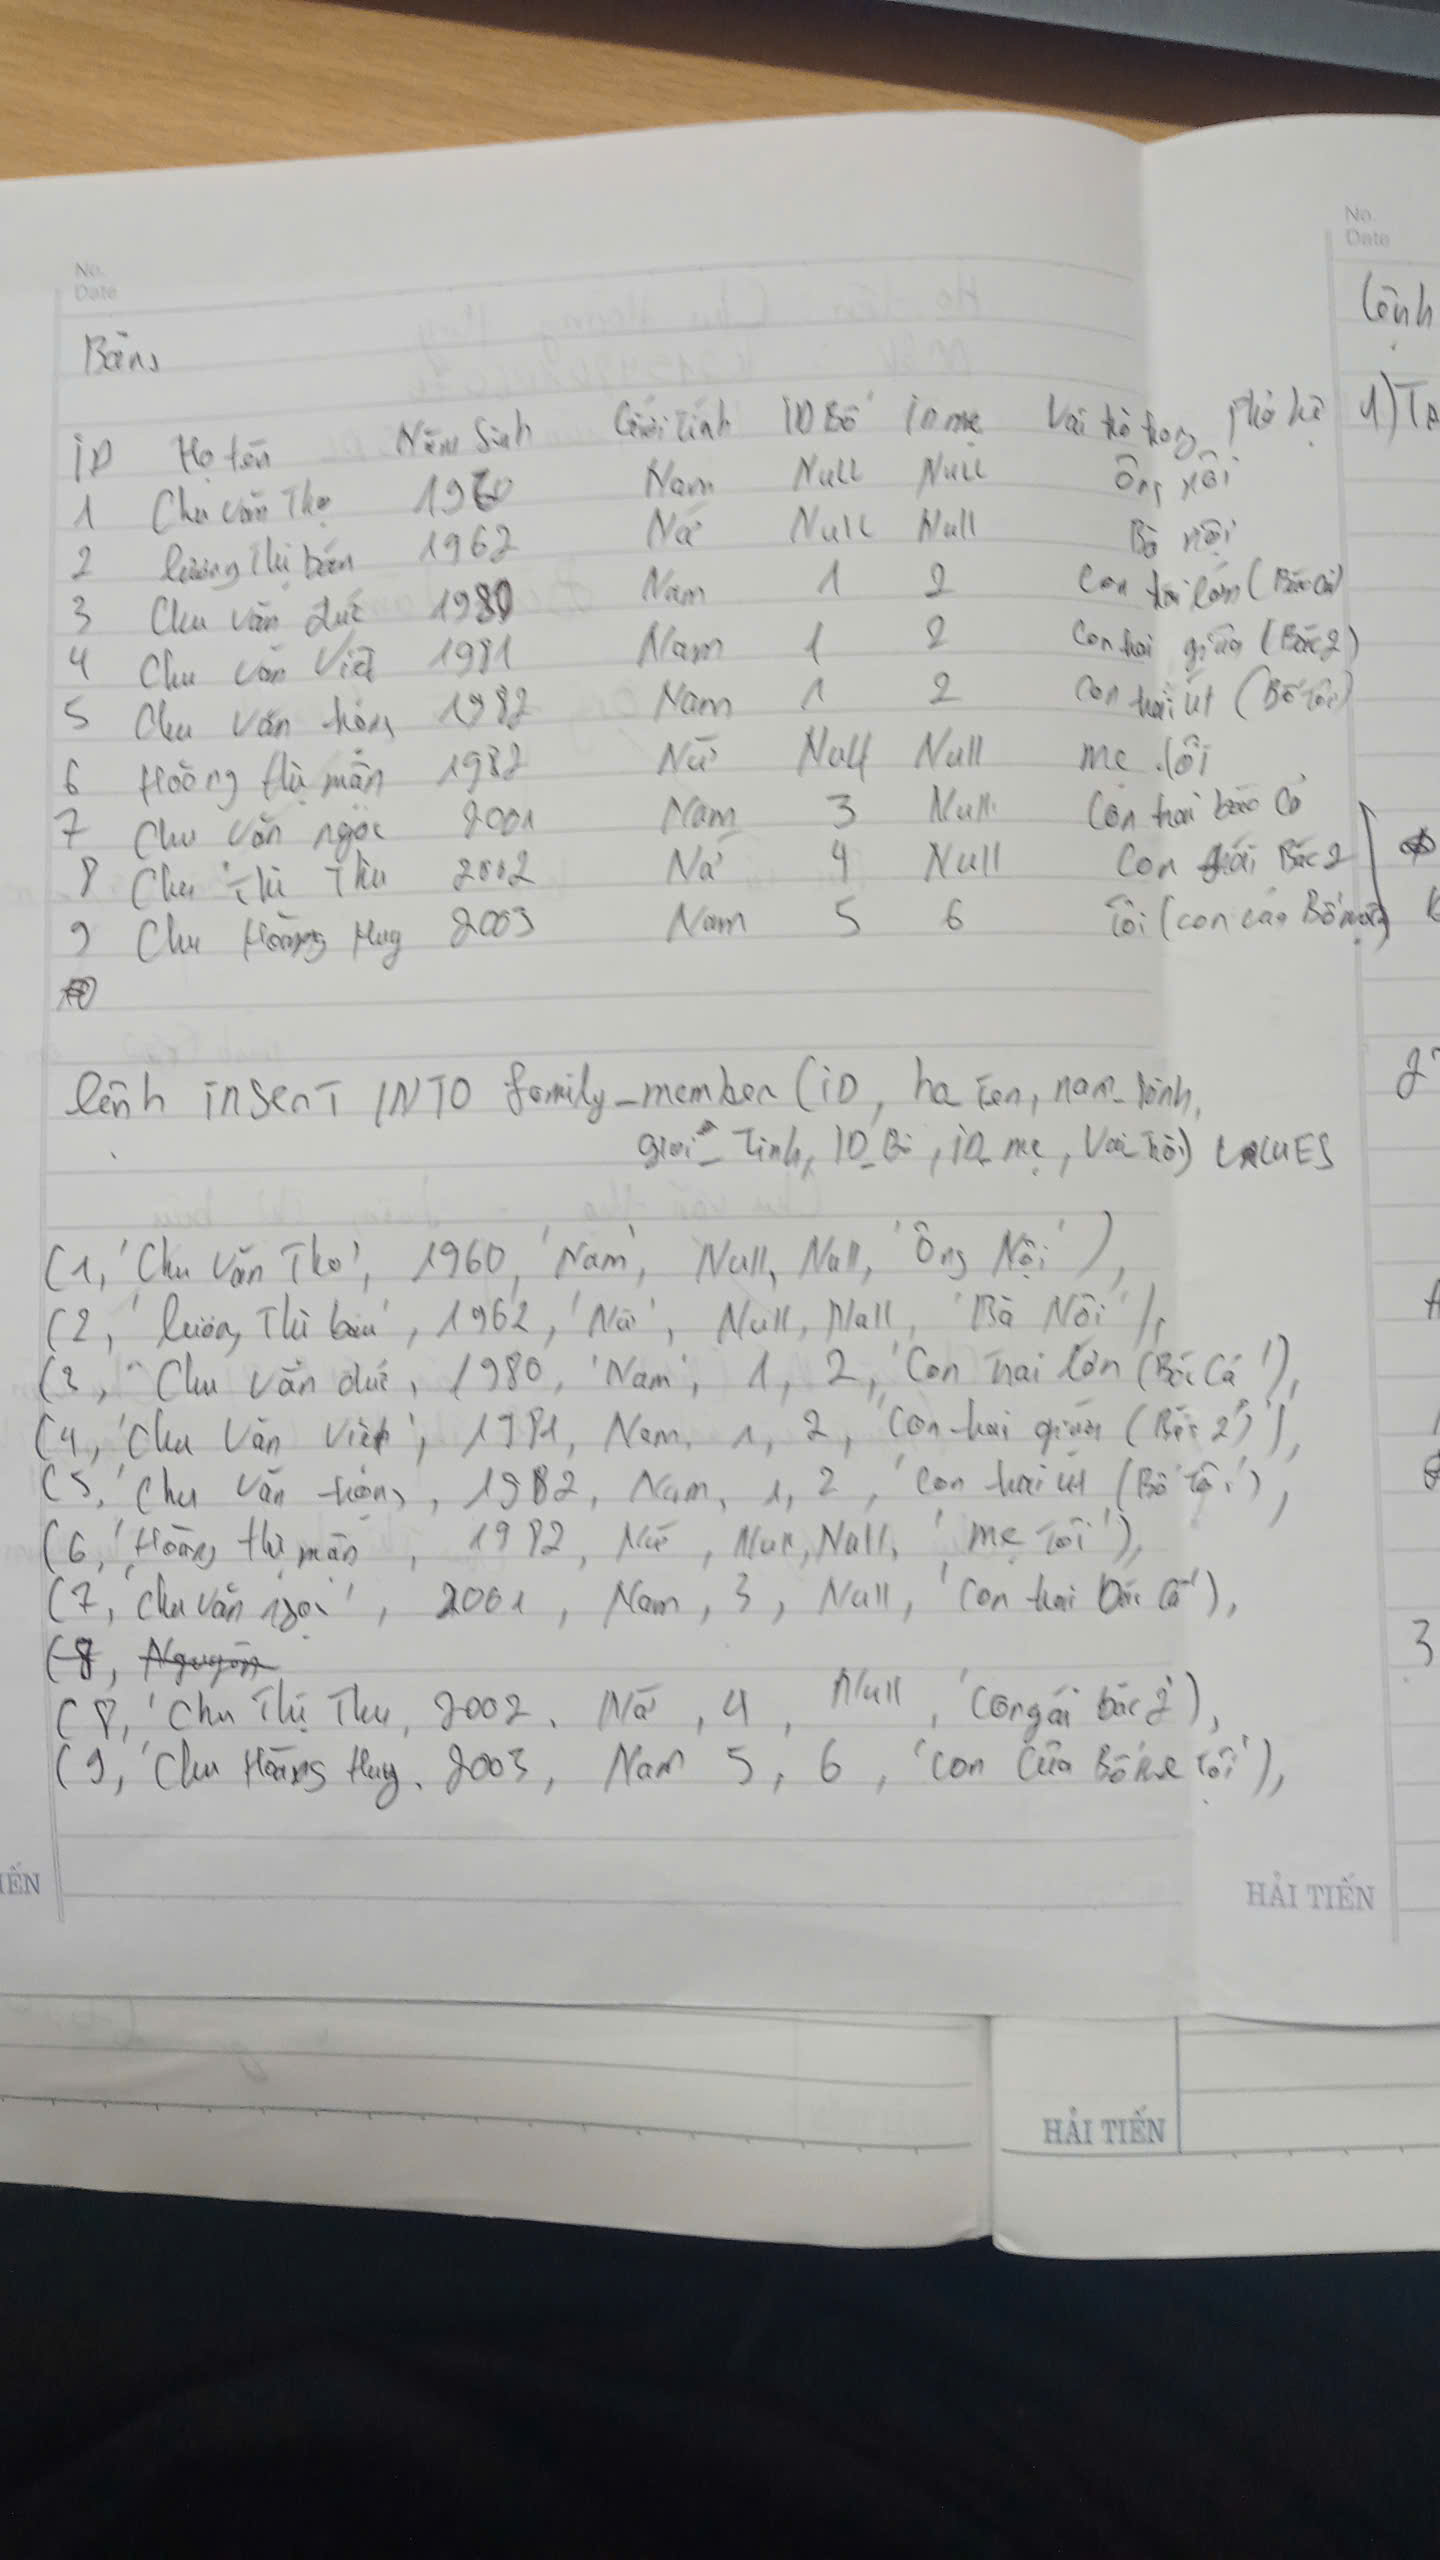 No.
Date
Bảng
ID Họ tên Năm Sinh Giới tính ID Bố ID mẹ Vai trò trong phả hệ
1 Chu Văn Thọ 1960 Nam Null Null Ông nội
2 lương Thị bán 1962 Nữ Null Null Bà nội
3 Chu Văn đức 1980 Nam 1 2 Con trai lớn (Bác cả)
4 Chu Văn Việt 1981 Nam 1 2 Con trai giữa (Bác 2)
5 Chu Văn 1982 Nam 1 2 Con trai út (Bố tôi)
6 Hoàng thị mận 1982 Nữ Null Null mẹ tôi
7 Chu Văn ngọc 2001 Nam 3 Null Con trai bác cả
8 Chu Thị Thu 2002 Nữ 4 Null Con gái Bác 2
9 Chu Hoàng Huy 2003 Nam 5 6 Tôi (con của Bố mẹ)
lệnh insert INTO family_member (iD, ho Ten, nam_sinh,
gioi_Tinh, ID_Bố, iD_mẹ, Vai Trò) VALUES
(1, 'Chu Văn Thọ', 1960, 'Nam', Null, Null, 'Ông Nội'),
(2, 'lương Thị bán', 1962, 'Nữ', Null, Null, 'Bà Nội'),
(3, 'Chu Văn đức, 1980, 'Nam', 1, 2, 'Con Trai lớn (Bác Cả'),
(4, 'Chu Văn Việt', 1981, Nam, 1, 2, 'Con trai giữa (Bác 2)'),
(5, 'Chu Văn , 1982, Nam, 1, 2, 'Con trai út (Bố Tôi'),
(6, 'Hoàng thị mận , 1982, Nữ, Null, Null, 'mẹ Tôi'),
(7, 'Chu Văn ngọc', 2001, Nam, 3, Null, 'Con trai Bác Cả'),
(8,
(8, 'Chu Thị Thu, 2002, Nữ, 4, Null, 'Con gái bác 2'),
(9, 'Chu Hoàng Huy, 2003, Nam 5, 6, 'Con Của Bố mẹ Tôi'),
HẢI TIẾN
No.
Date
lệnh
1)
3
HẢI TIẾN